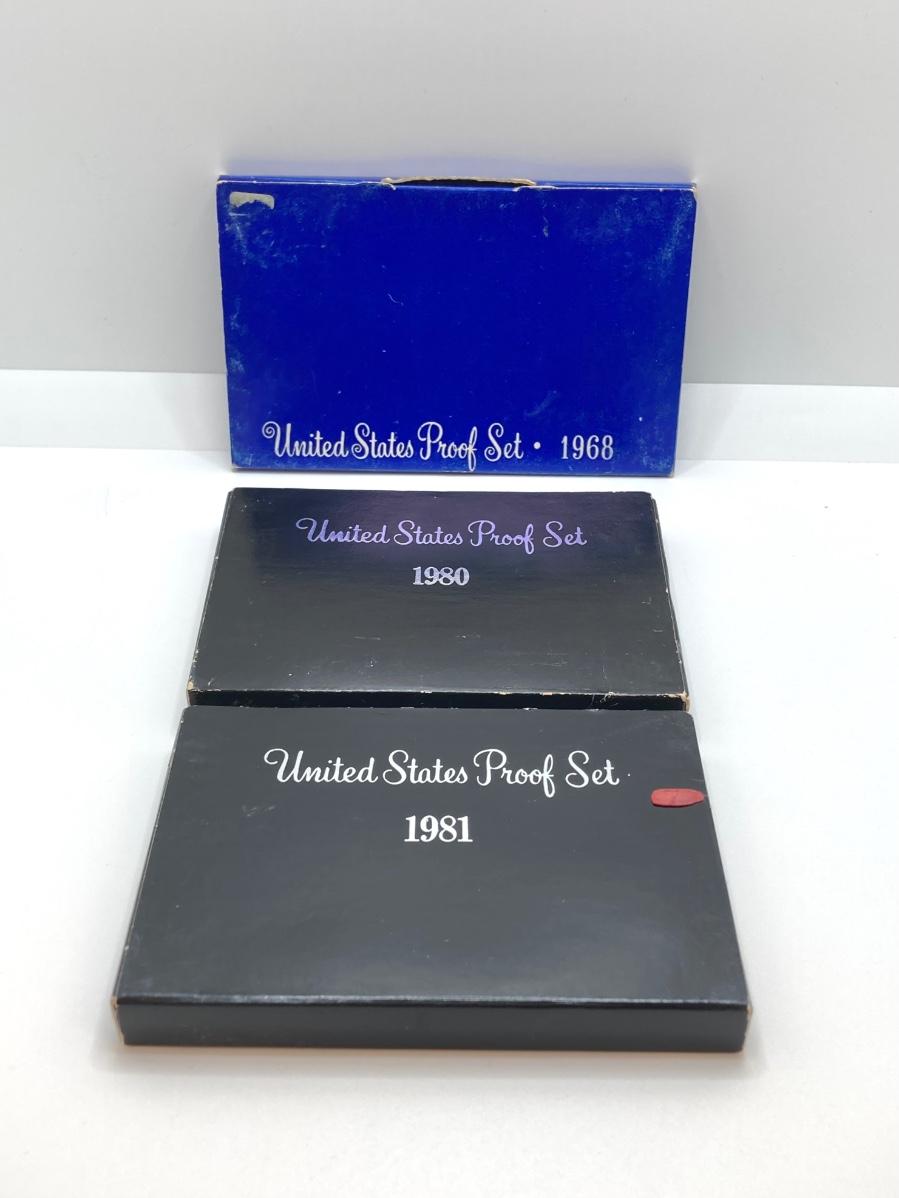 United States Proof Set · 1968
United States Proof Set
1980
United States Proof Set
1981